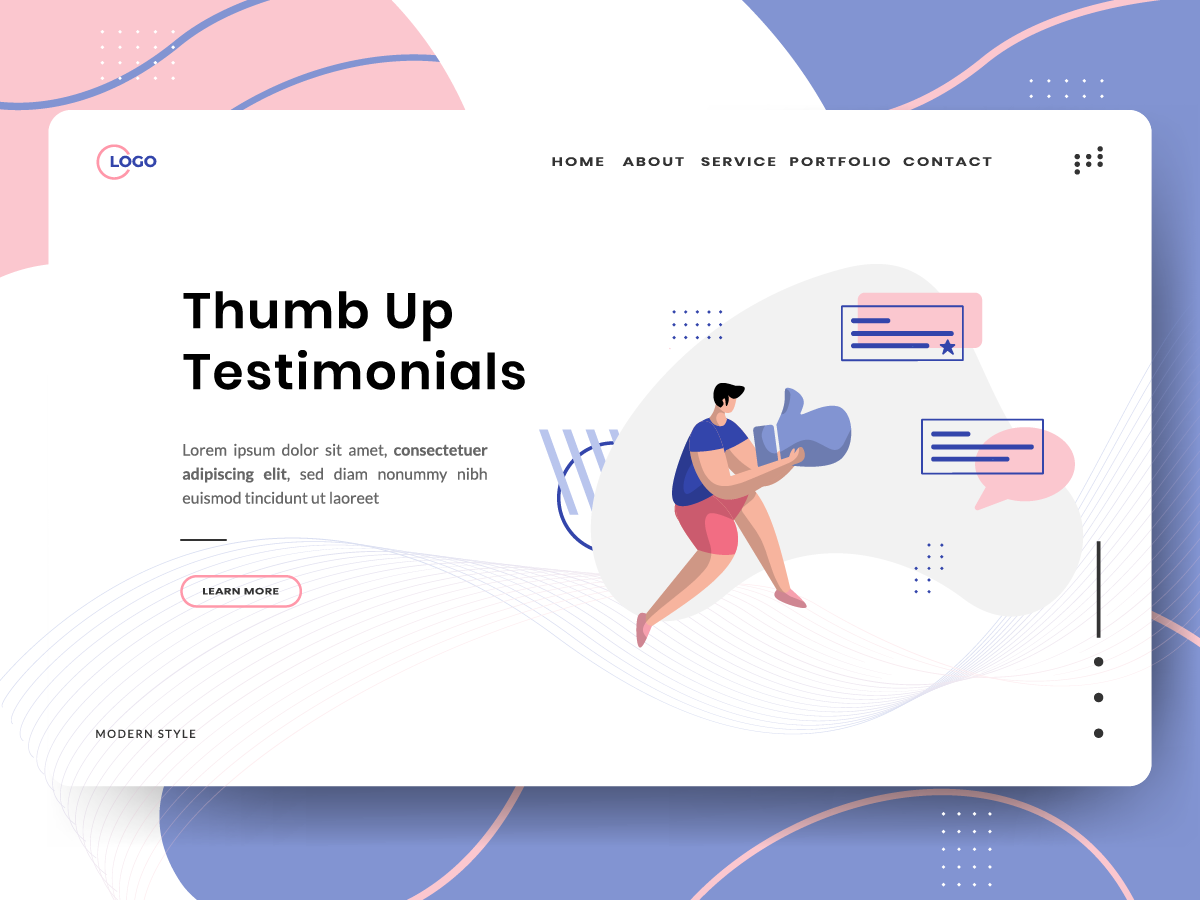 LOGO
HOME ABOUT SERVICE PORTFOLIO CONTACT
Thumb Up
Testimonials
Lorem ipsum dolor sit amet, consectetuer
adipiscing elit, sed diam nonummy nibh
euismod tincidunt ut laoreet
LEARN MORE
MODERN STYLE